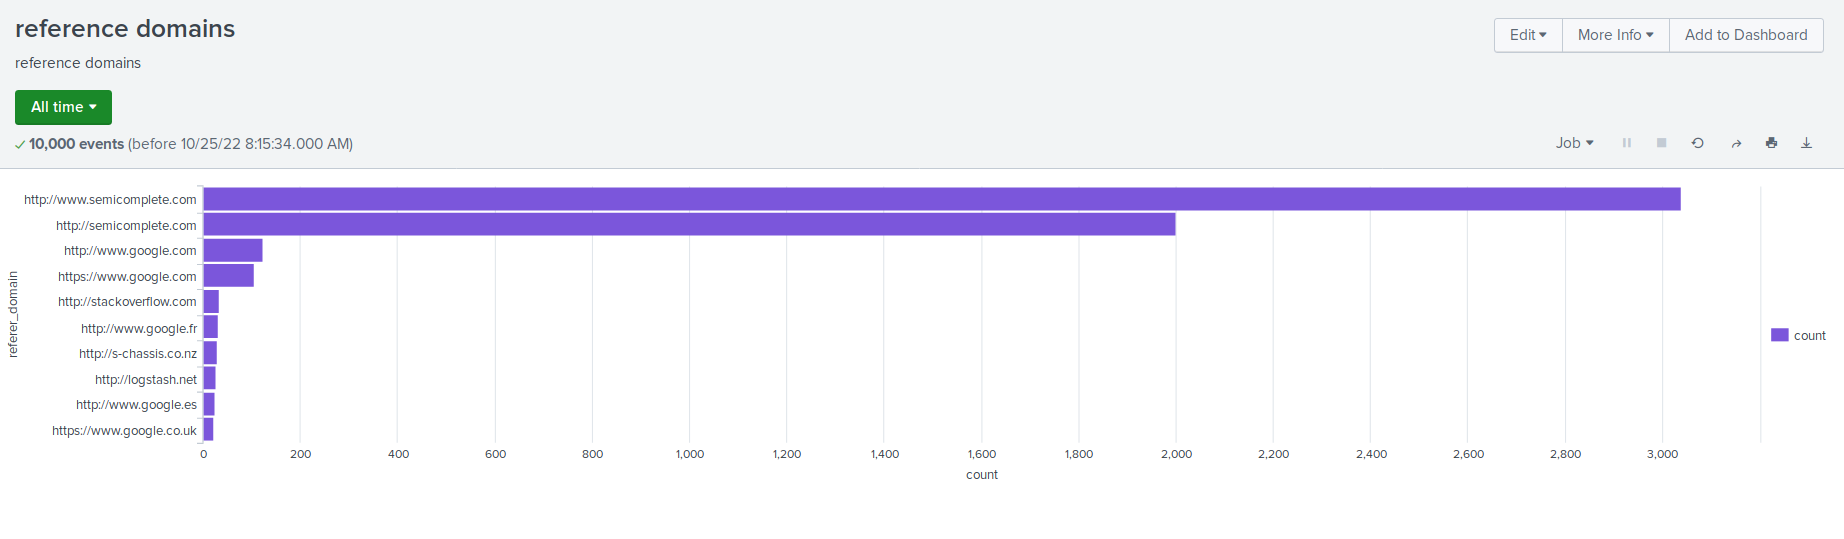 reference domains
Edit More Info Add to Dashboard
reference domains
All time
10,000 events (before 10/25/22 8:15:34.000 AM)
Job
referer_domain
http://www.semicomplete.com
http://semicomplete.com
http://www.google.com
https://www.google.com
http://stackoverflow.com
http://www.google.fr
http://s-chassis.co.nz
http://logstash.net
http://www.google.es
https://www.google.co.uk
count
0 200 400 600 800 1,000 1,200 1,400 1,600 1,800 2,000 2,200 2,400 2,600 2,800 3,000
count